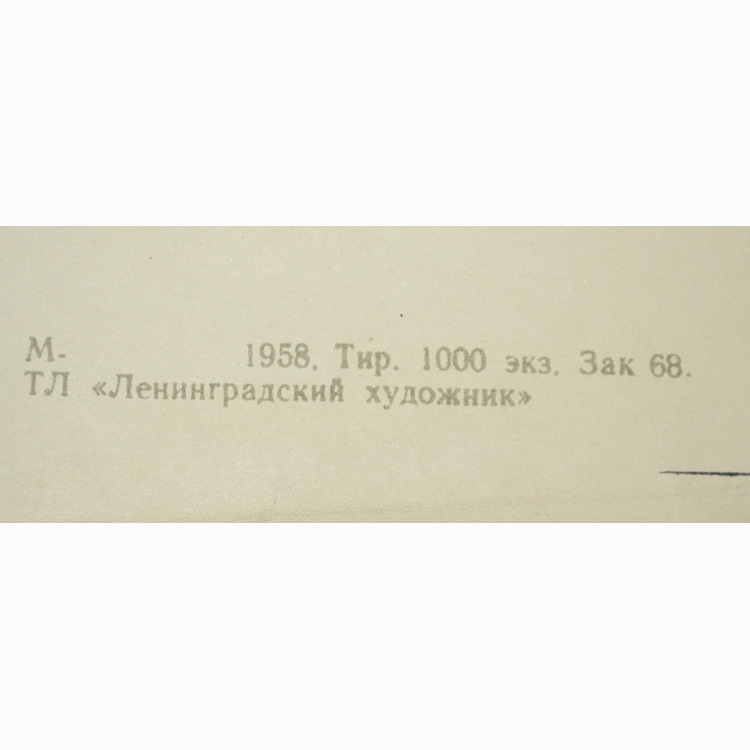 М- 1958. Тир. 1000 экз. Зак 68.
ТЛ «Ленинградский художник»